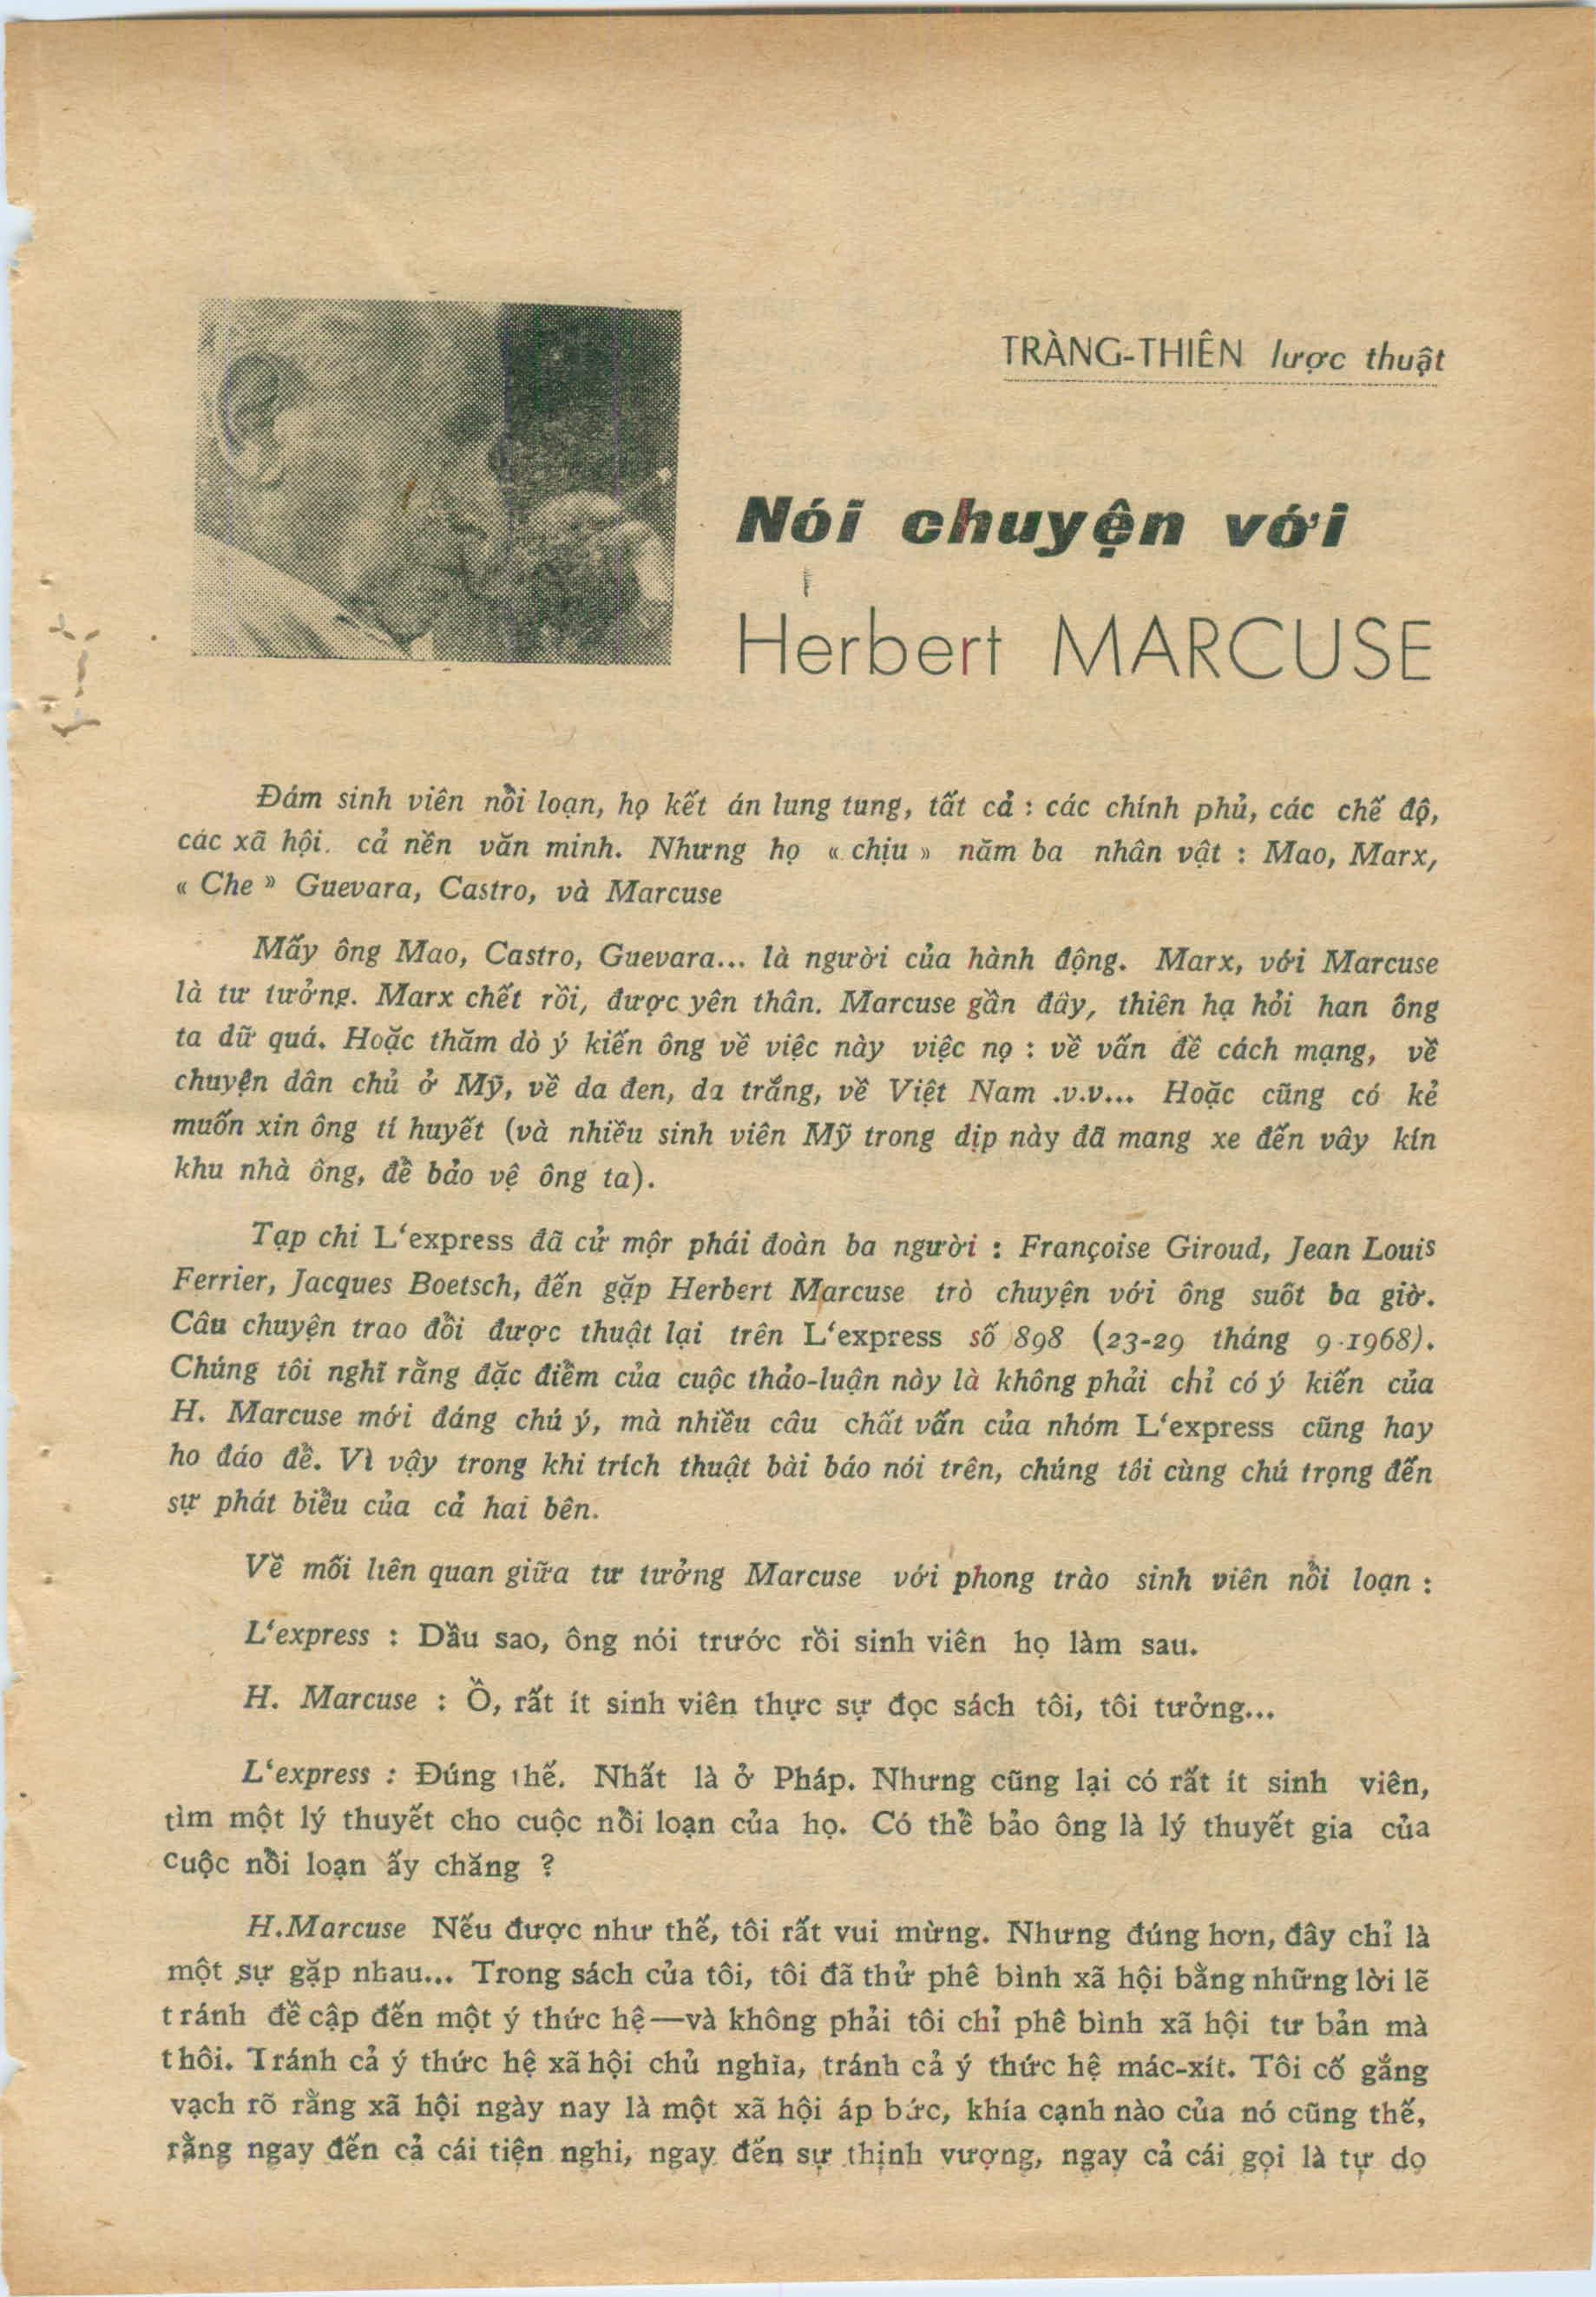 TRÀNG-THIÊN lược thuật
Nói chuyện với
Herbert MARCUSE
Đám sinh viên nổi loạn, họ kết án lung tung, tất cả : các chính phủ, các chế độ,
các xã hội. cả nền văn minh. Nhưng họ « chịu » năm ba nhân vật : Mao, Marx,
« Che » Guevara, Castro, và Marcuse
Mấy ông Mao, Castro, Guevara... là người của hành động. Marx, với Marcuse
là tư tưởng. Marx chết rồi, được yên thân. Marcuse gần đây, thiên hạ hỏi han ông
ta dữ quá. Hoặc thăm dò ý kiến ông về việc này việc nọ : về vấn đề cách mạng, về
chuyện dân chủ ở Mỹ, về da đen, da trắng, về Việt Nam .v.v... Hoặc cũng có kẻ
muốn xin ông tí huyết (và nhiều sinh viên Mỹ trong dịp này đã mang xe đến vây kín
khu nhà ông, để bảo vệ ông ta).
Tạp chi L‘express đã cử mộr phái đoàn ba người : Françoise Giroud, Jean Louis
Ferrier, Jacques Boetsch, đến gặp Herbert Marcuse trò chuyện với ông suốt ba giờ.
Câu chuyện trao đổi được thuật lại trên L‘express số 898 (23-29 tháng 9-1968).
Chúng tôi nghĩ rằng đặc điểm của cuộc thảo-luận này là không phải chỉ có ý kiến của
H. Marcuse mới đáng chú ý, mà nhiều câu chất vấn của nhóm L‘express cũng hay
ho đáo để. Vì vậy trong khi trích thuật bài báo nói trên, chúng tôi cùng chú trọng đến
sự phát biểu của cả hai bên.
Về mối liên quan giữa tư tưởng Marcuse với phong trào sinh viên nổi loạn :
L‘express : Dầu sao, ông nói trước rồi sinh viên họ làm sau.
H. Marcuse : Ồ, rất ít sinh viên thực sự đọc sách tôi, tôi tưởng...
L‘express : Đúng thế. Nhất là ở Pháp. Nhưng cũng lại có rất ít sinh viên,
tìm một lý thuyết cho cuộc nổi loạn của họ. Có thể bảo ông là lý thuyết gia của
cuộc nổi loạn ấy chăng ?
H.Marcuse Nếu được như thế, tôi rất vui mừng. Nhưng đúng hơn, đây chỉ là
một sự gặp nhau... Trong sách của tôi, tôi đã thử phê bình xã hội bằng những lời lẽ
tránh đề cập đến một ý thức hệ—và không phải tôi chỉ phê bình xã hội tư bản mà
thôi. Tránh cả ý thức hệ xã hội chủ nghĩa, tránh cả ý thức hệ mác-xít. Tôi cố gắng
vạch rõ rằng xã hội ngày nay là một xã hội áp bức, khía cạnh nào của nó cũng thế,
rằng ngay đến cả cái tiện nghi, ngay đến sự thịnh vượng, ngay cả cái gọi là tự do